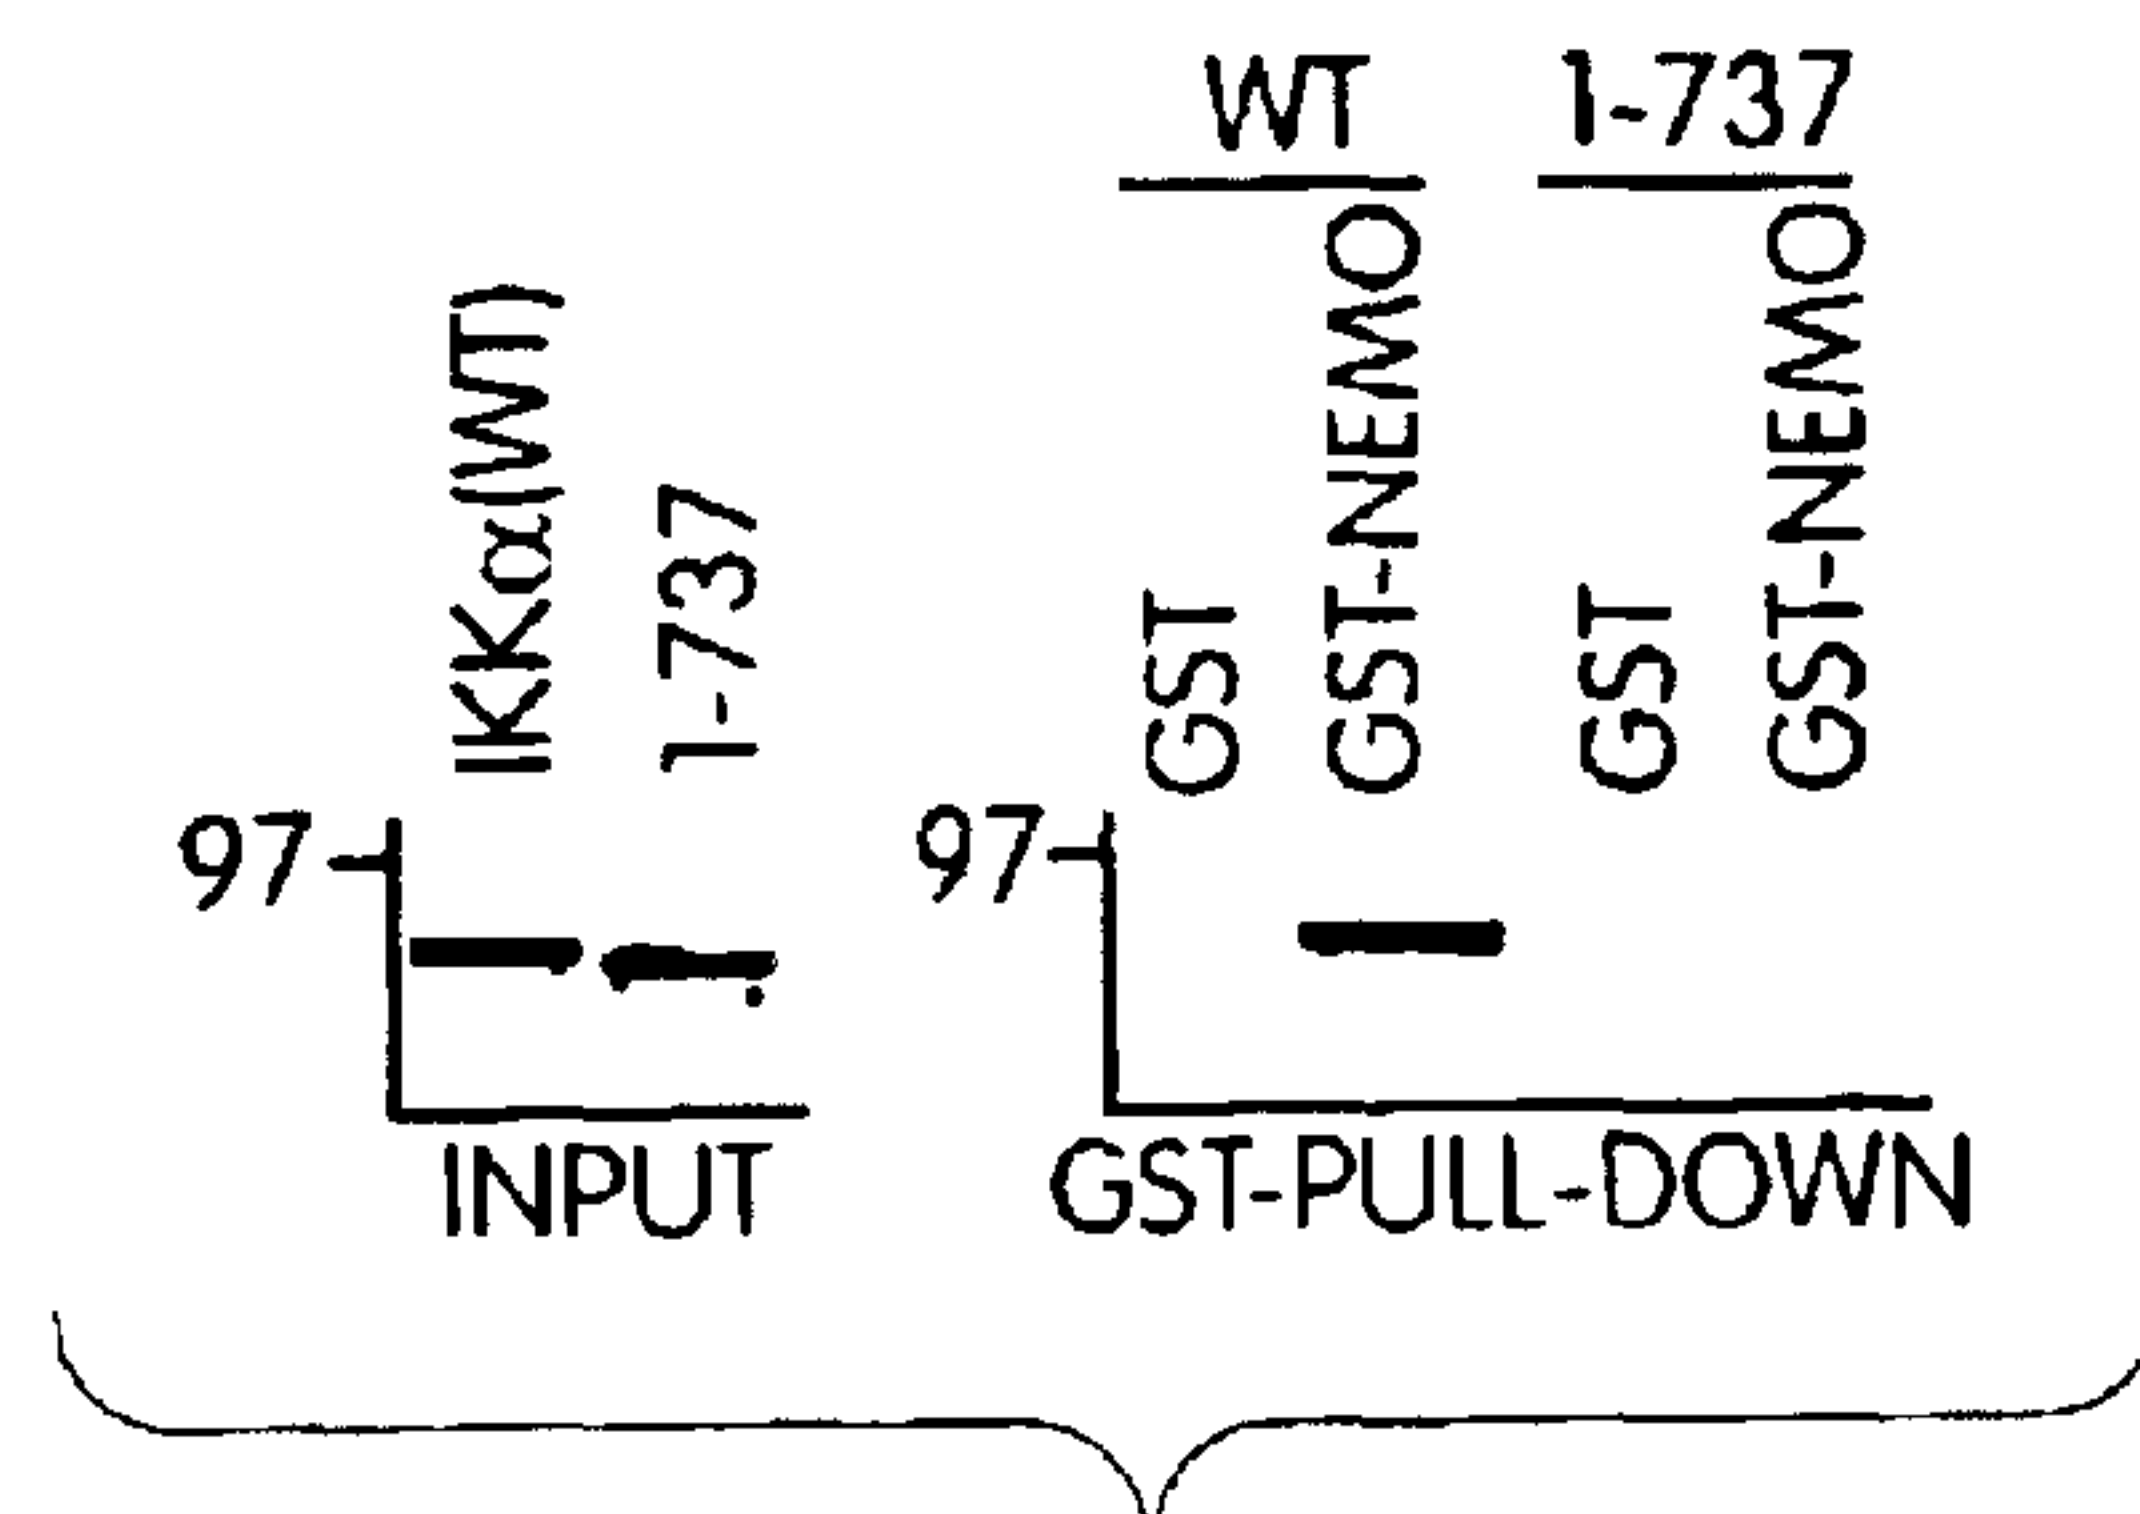 WT 1-737
IKKα(WT) 1-737 GST GST-NEMO GST GST-NEMO
97 97
INPUT GST-PULL-DOWN